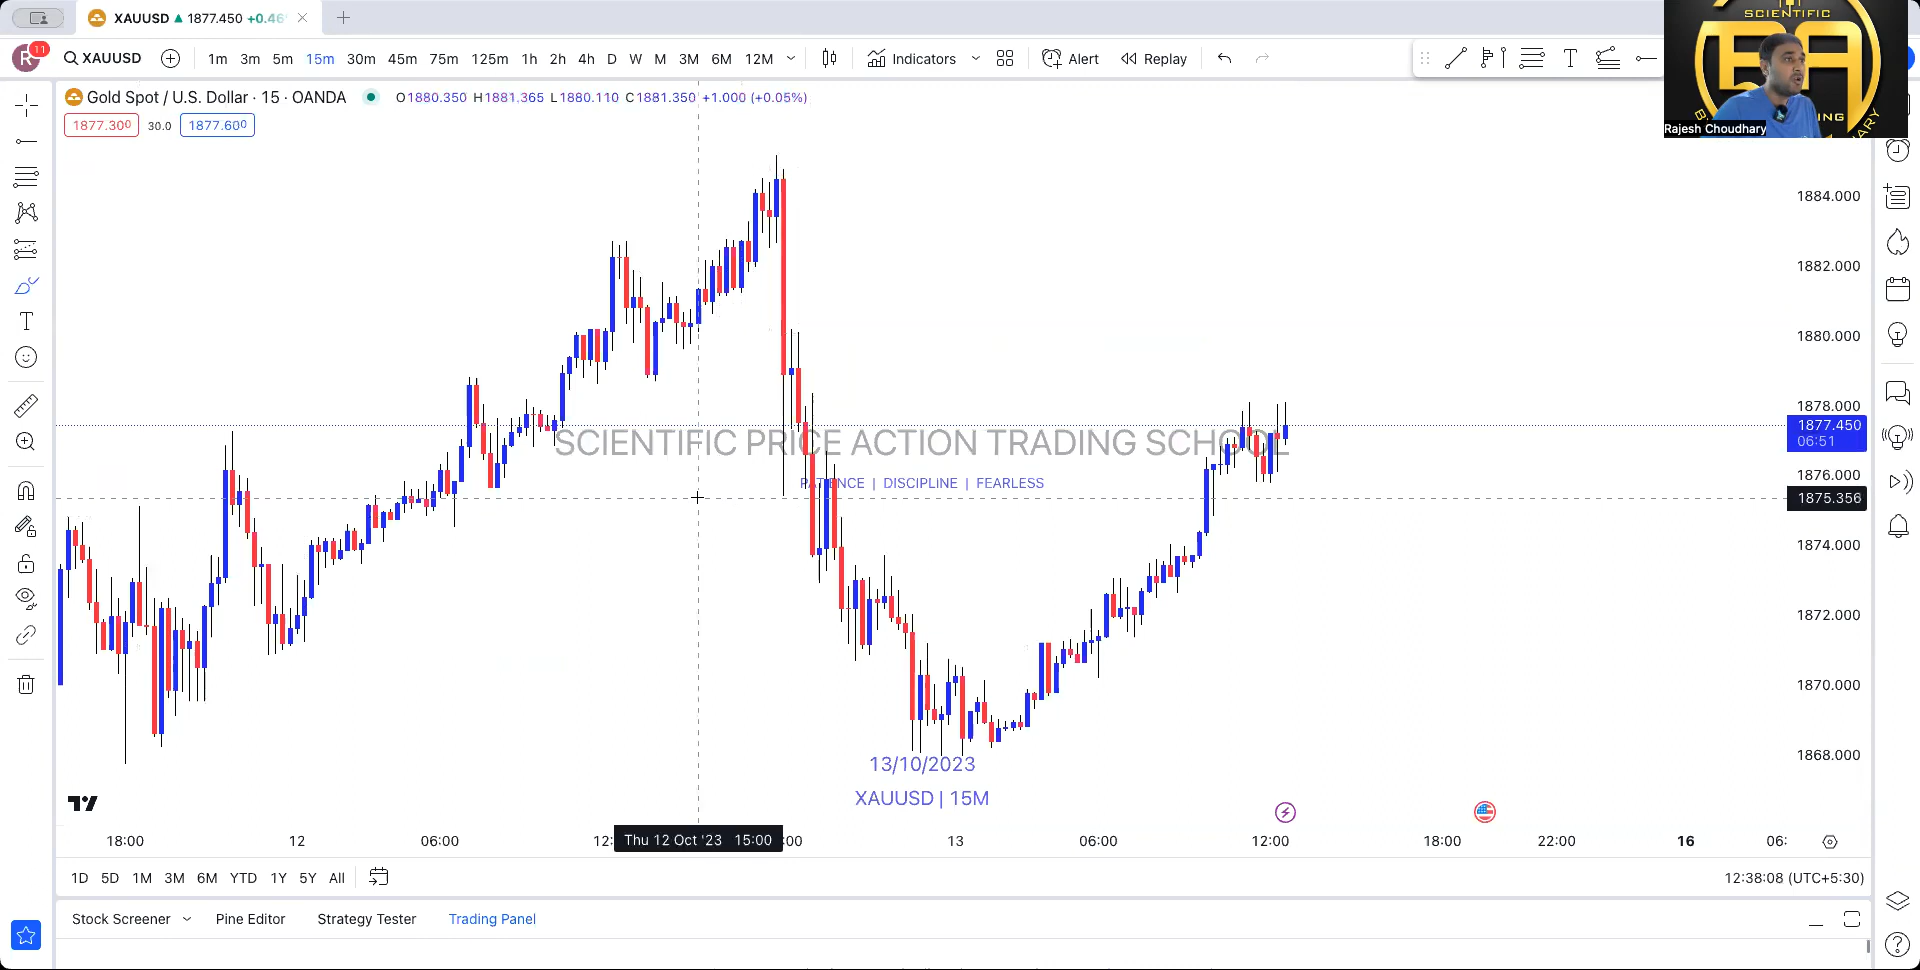 XAUUSD ▲ 1877.450 +0.46
SCIENTIFIC
R 11 XAUUSD 1m 3m 5m 15m 30m 45m 75m 125m 1h 2h 4h D W M 3M 6M 12M Indicators Alert Replay
Gold Spot / U.S. Dollar · 15 · OANDA O1880.350 H1881.365 L1880.110 C1881.350 +1.000 (+0.05%)
1877.300 30.0 1877.600
Rajesh Choudhary
1884.000
1882.000
1880.000
1878.000
1877.450
06:51
SCIENTIFIC PRICE ACTION TRADING SCHOOL
1876.000
PATIENCE | DISCIPLINE | FEARLESS
1875.356
1874.000
1872.000
1870.000
1868.000
13/10/2023
XAUUSD | 15M
18:00 12 06:00 12: Thu 12 Oct '23 15:00 :00 13 06:00 12:00 18:00 22:00 16 06:
1D 5D 1M 3M 6M YTD 1Y 5Y All 12:38:08 (UTC+5:30)
Stock Screener Pine Editor Strategy Tester Trading Panel